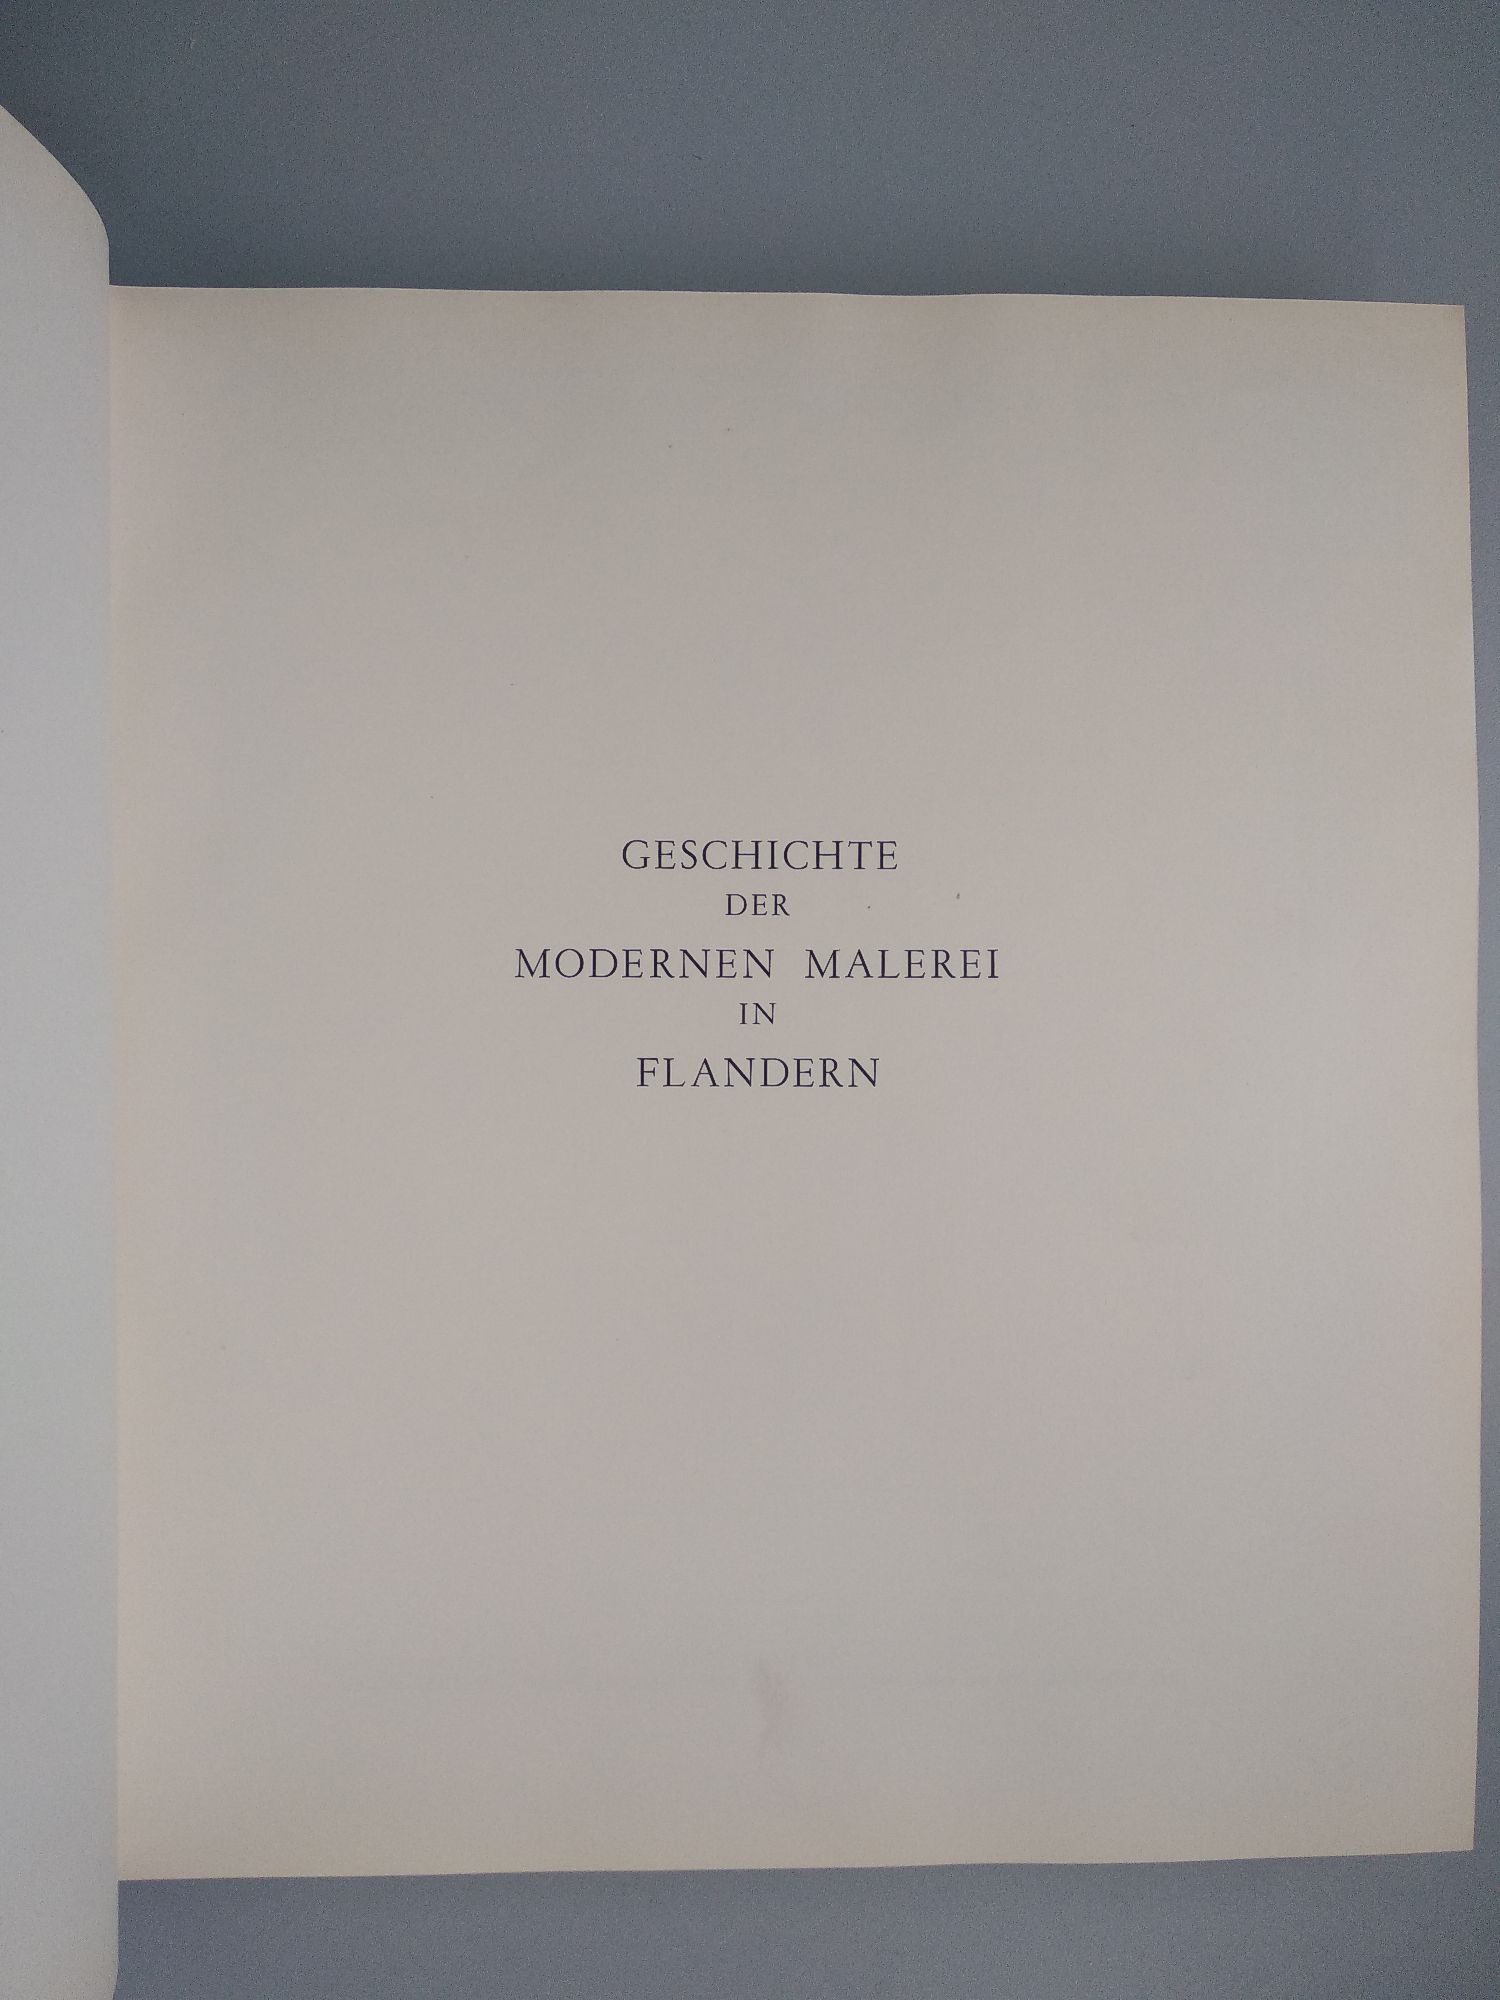 GESCHICHTE
DER
MODERNEN MALEREI
IN
FLANDERN